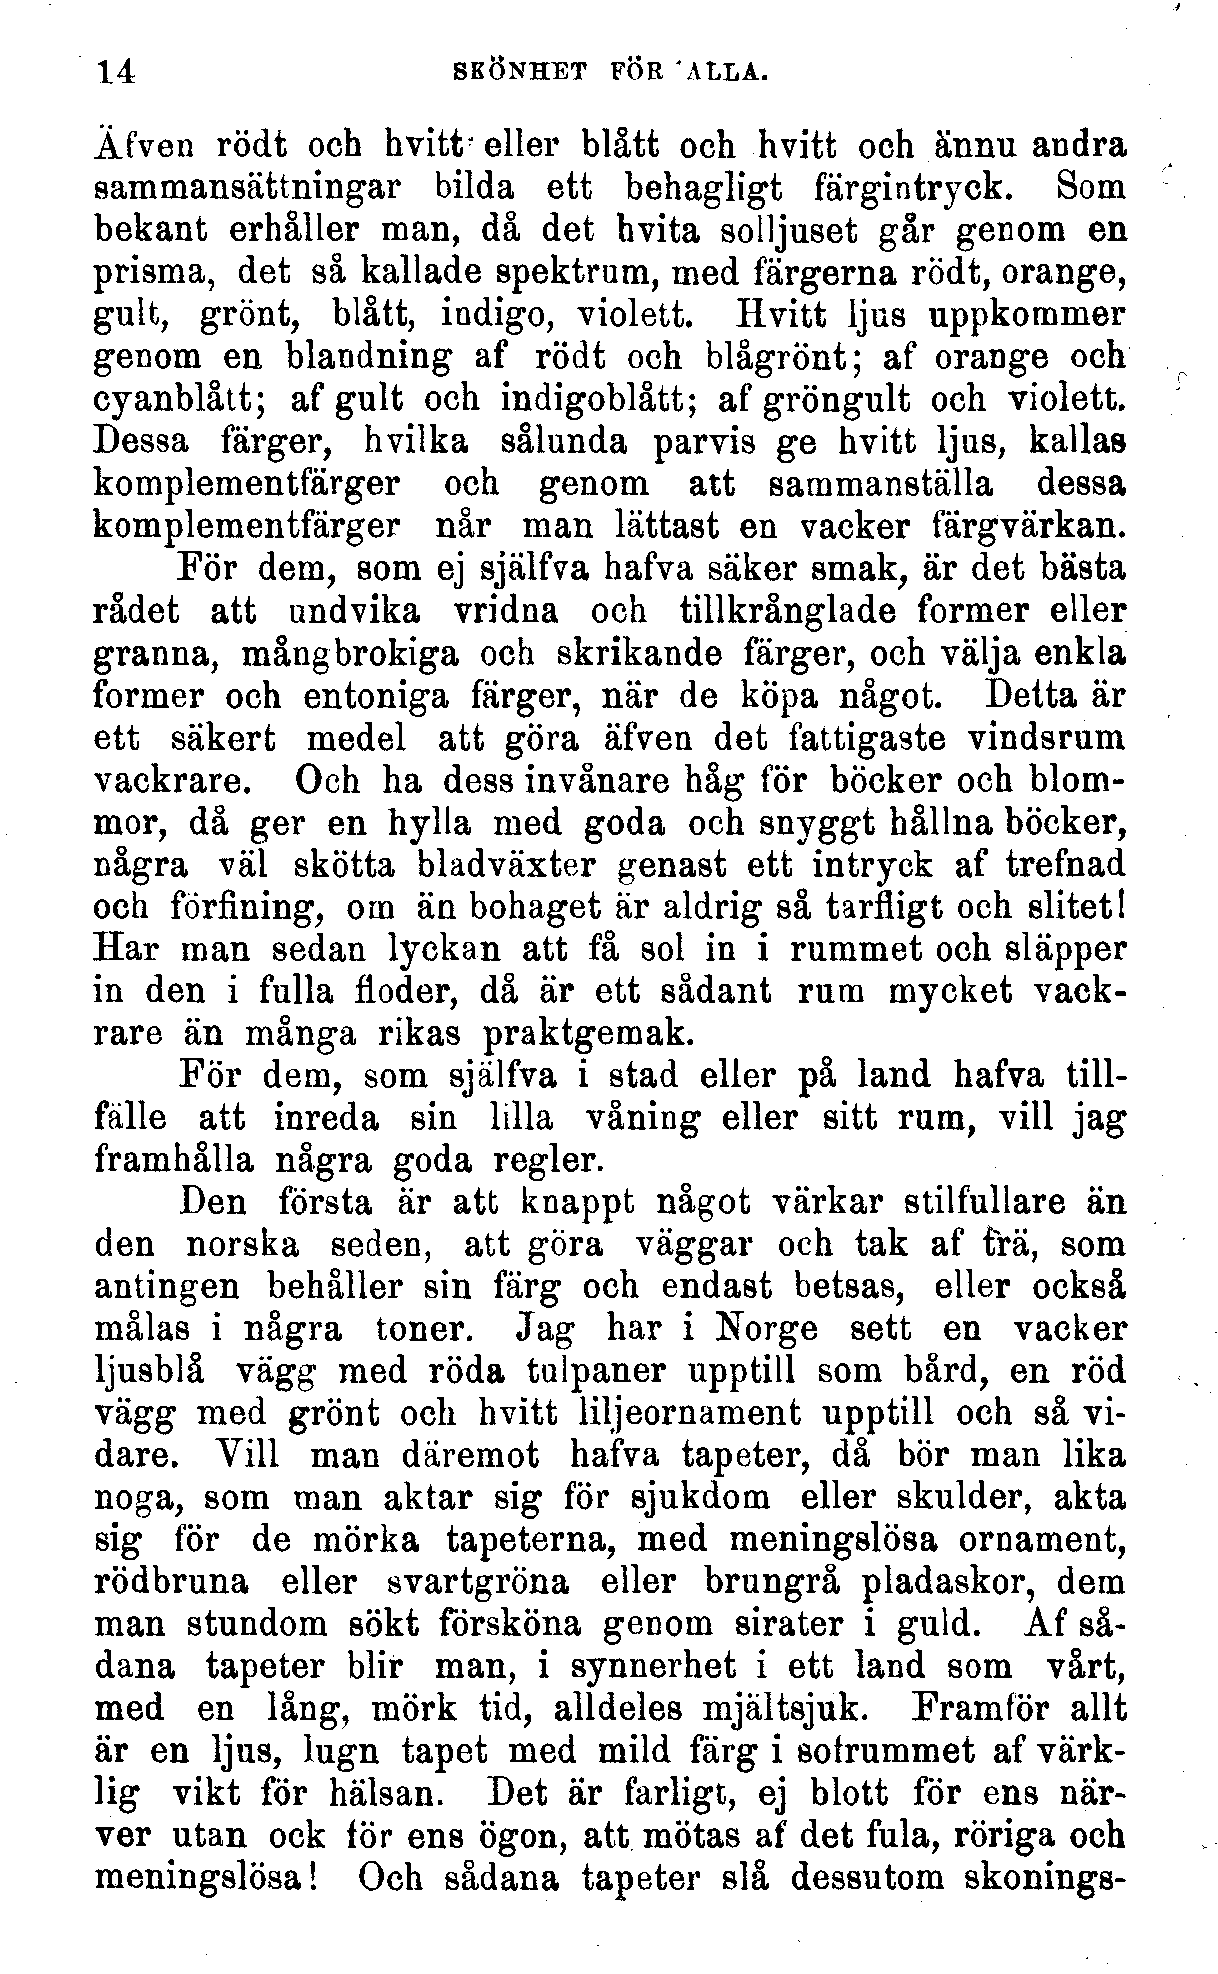 14 SKÖNHET FÖR ALLA.
Äfven rödt och hvitt eller blått och hvitt och ännu andra
sammansättningar bilda ett behagligt färgintryck. Som
bekant erhåller man, då det hvita solljuset går genom en
prisma, det så kallade spektrum, med färgerna rödt, orange,
gult, grönt, blått, indigo, violett. Hvitt ljus uppkommer
genom en blandning af rödt och blågrönt; af orange och
cyanblått; af gult och indigoblått; af gröngult och violett.
Dessa färger, hvilka sålunda parvis ge hvitt ljus, kallas
komplementfärger och genom att sammanställa dessa
komplementfärger når man lättast en vacker färgvärkan.
För dem, som ej själfva hafva säker smak, är det bästa
rådet att undvika vridna och tillkrånglade former eller
granna, mångbrokiga och skrikande färger, och välja enkla
former och entoniga färger, när de köpa något. Detta är
ett säkert medel att göra äfven det fattigaste vindsrum
vackrare. Och ha dess invånare håg för böcker och blom-
mor, då ger en hylla med goda och snyggt hållna böcker,
några väl skötta bladväxter genast ett intryck af trefnad
och förfining, om än bohaget är aldrig så tarfligt och slitet!
Har man sedan lyckan att få sol in i rummet och släpper
in den i fulla floder, då är ett sådant rum mycket vack-
rare än många rikas praktgemak.
För dem, som själfva i stad eller på land hafva till-
fälle att inreda sin lilla våning eller sitt rum, vill jag
framhålla några goda regler.
Den första är att knappt något värkar stilfullare än
den norska seden, att göra väggar och tak af trä, som
antingen behåller sin färg och endast betsas, eller också
målas i några toner. Jag har i Norge sett en vacker
ljusblå vägg med röda tulpaner upptill som bård, en röd
vägg med grönt och hvitt liljeornament upptill och så vi-
dare. Vill man däremot hafva tapeter, då bör man lika
noga, som man aktar sig för sjukdom eller skulder, akta
sig för de mörka tapeterna, med meningslösa ornament,
rödbruna eller svartgröna eller brungrå pladaskor, dem
man stundom sökt försköna genom sirater i guld. Af så-
dana tapeter blir man, i synnerhet i ett land som vårt,
med en lång, mörk tid, alldeles mjältsjuk. Framför allt
är en ljus, lugn tapet med mild färg i sofrummet af värk-
lig vikt för hälsan. Det är farligt, ej blott för ens när-
ver utan ock för ens ögon, att mötas af det fula, röriga och
meningslösa! Och sådana tapeter slå dessutom skonings-